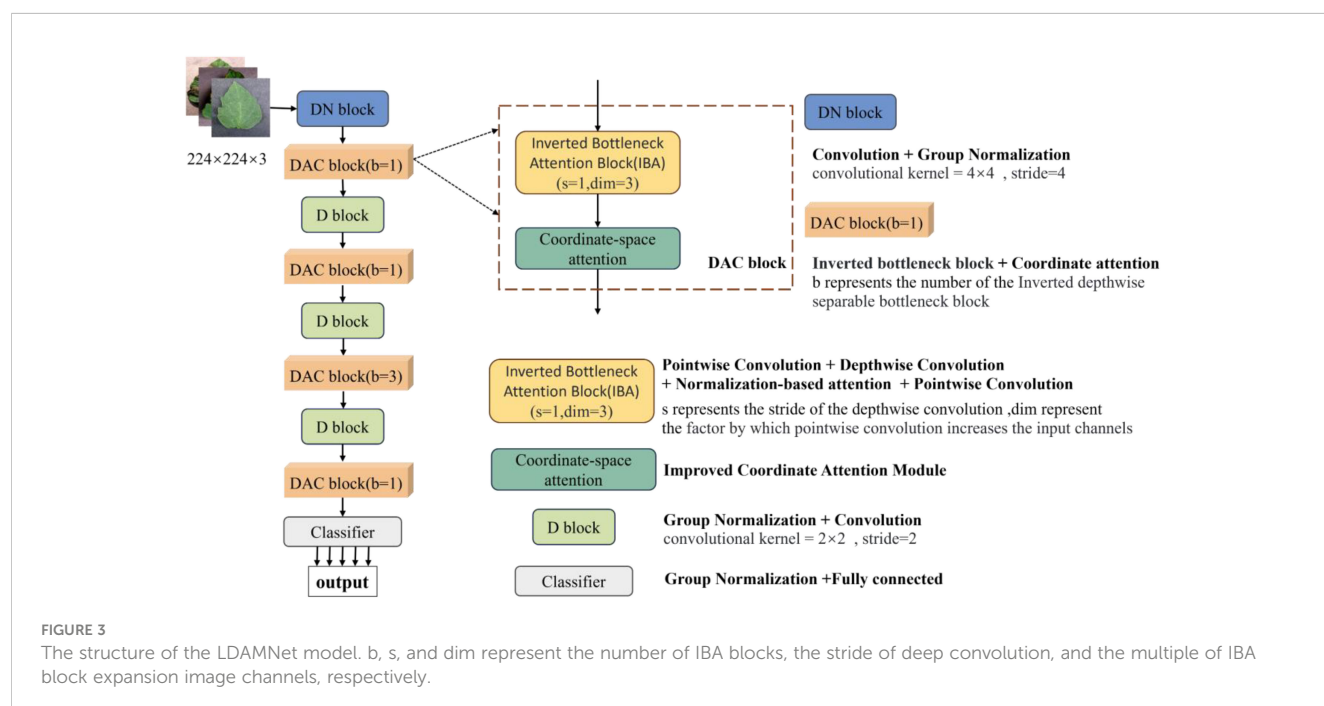 224×224×3
DN block
DAC block(b=1)
D block
DAC block(b=1)
D block
DAC block(b=3)
D block
DAC block(b=1)
Classifier
output
Inverted Bottleneck
Attention Block(IBA)
(s=1,dim=3)
Coordinate-space
attention
DAC block
DN block
Convolution + Group Normalization
convolutional kernel = 4×4 , stride=4
DAC block(b=1)
Inverted bottleneck block + Coordinate attention
b represents the number of the Inverted depthwise
separable bottleneck block
Inverted Bottleneck
Attention Block(IBA)
(s=1,dim=3)
Pointwise Convolution + Depthwise Convolution
+ Normalization-based attention + Pointwise Convolution
s represents the stride of the depthwise convolution ,dim represent
the factor by which pointwise convolution increases the input channels
Coordinate-space
attention
Improved Coordinate Attention Module
D block
Group Normalization + Convolution
convolutional kernel = 2×2 , stride=2
Classifier
Group Normalization +Fully connected
FIGURE 3
The structure of the LDAMNet model. b, s, and dim represent the number of IBA blocks, the stride of deep convolution, and the multiple of IBA
block expansion image channels, respectively.